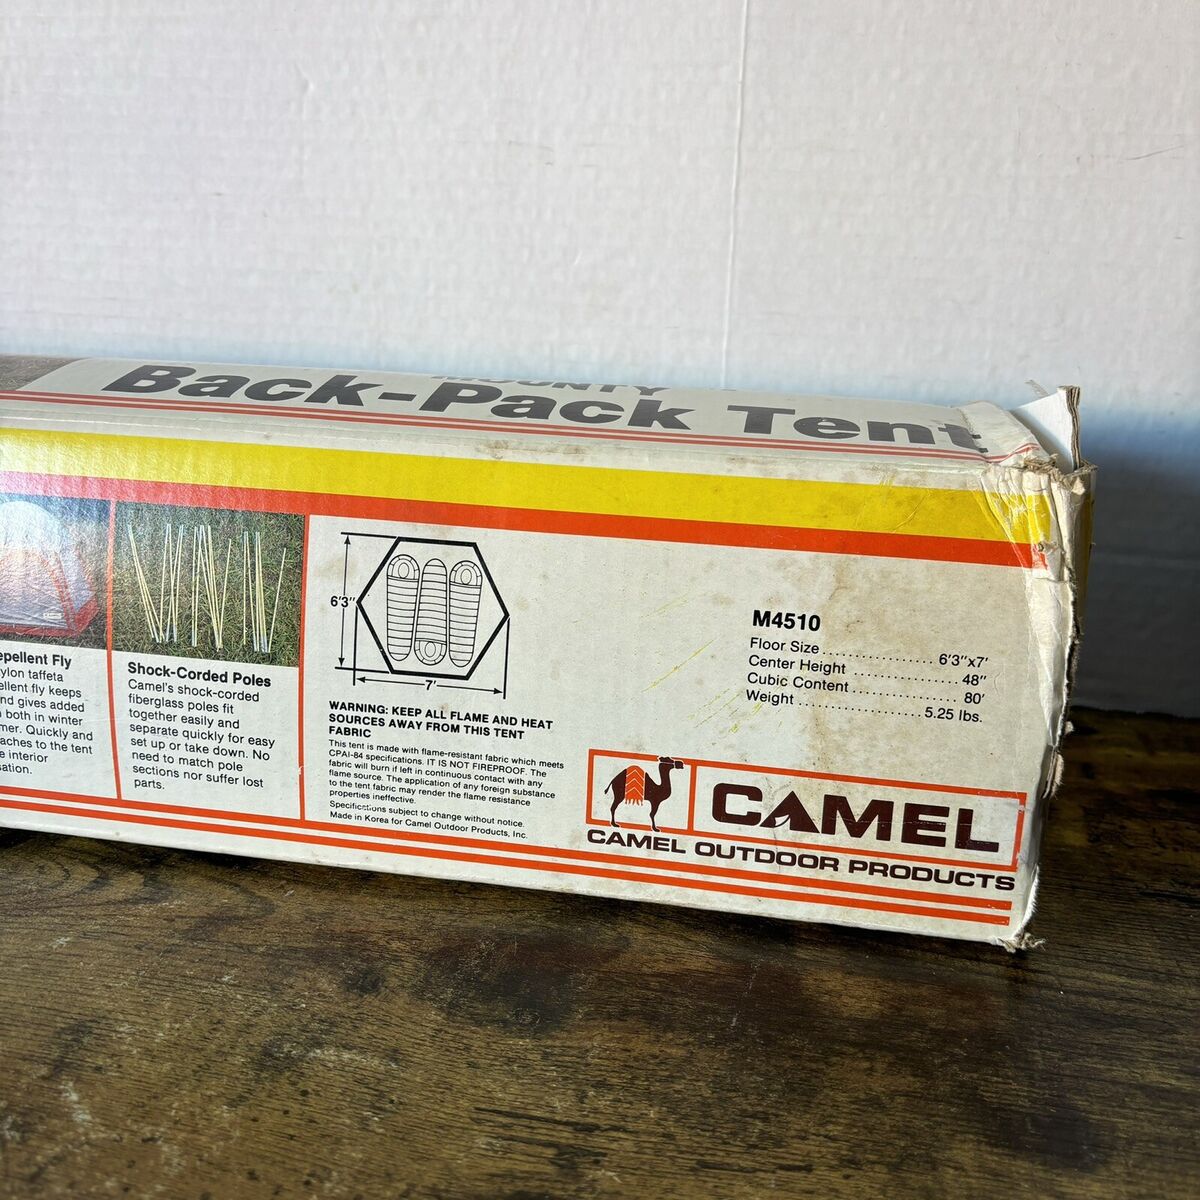 Back-Pack Tent
6'3"
7'
epellent Fly
ylon taffeta
ellent fly keeps
nd gives added
both in winter
mer. Quickly and
aches to the tent
e interior
sation.
Shock-Corded Poles
Camel's shock-corded
fiberglass poles fit
together easily and
separate quickly for easy
set up or take down. No
need to match pole
sections nor suffer lost
parts.
WARNING: KEEP ALL FLAME AND HEAT
SOURCES AWAY FROM THIS TENT
FABRIC
This tent is made with flame-resistant fabric which meets
CPAI-84 specifications. IT IS NOT FIREPROOF. The
fabric will burn if left in continuous contact with any
flame source. The application of any foreign substance
to the tent fabric may render the flame resistance
properties ineffective.
Specifications subject to change without notice.
Made in Korea for Camel Outdoor Products, Inc.
M4510
Floor Size.................. 6'3"x7'
Center Height.................. 48"
Cubic Content.................. 80'
Weight.................. 5.25 lbs.
CAMEL
CAMEL OUTDOOR PRODUCTS